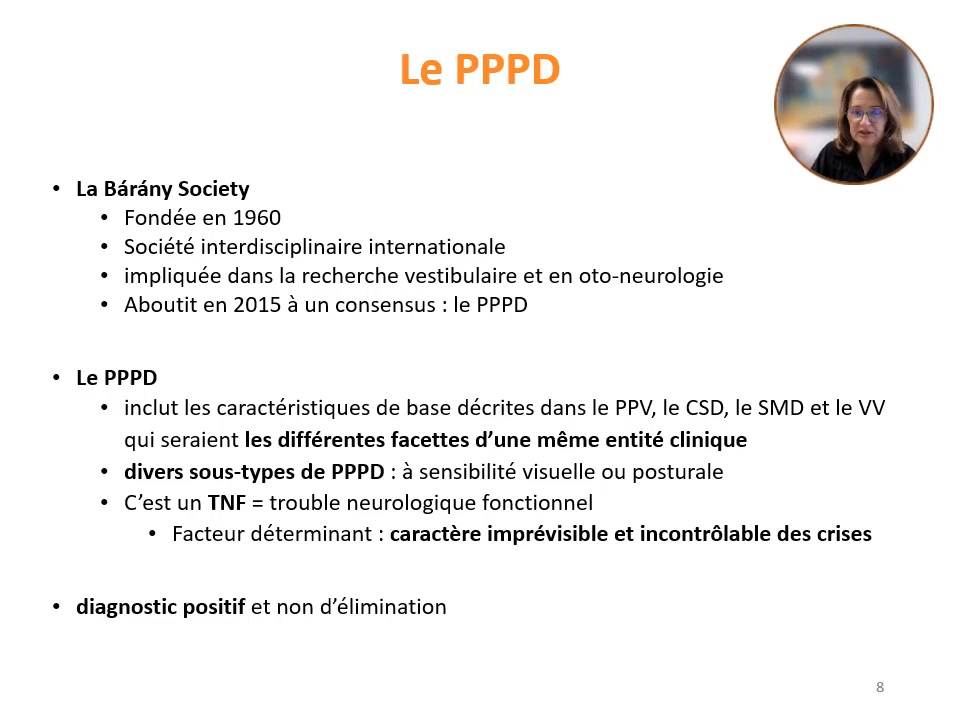 Le PPPD
• La Bárány Society
• Fondée en 1960
• Société interdisciplinaire internationale
• impliquée dans la recherche vestibulaire et en oto-neurologie
• Aboutit en 2015 à un consensus : le PPPD
• Le PPPD
• inclut les caractéristiques de base décrites dans le PPV, le CSD, le SMD et le VV
qui seraient les différentes facettes d’une même entité clinique
• divers sous-types de PPPD : à sensibilité visuelle ou posturale
• C’est un TNF = trouble neurologique fonctionnel
• Facteur déterminant : caractère imprévisible et incontrôlable des crises
• diagnostic positif et non d’élimination
8